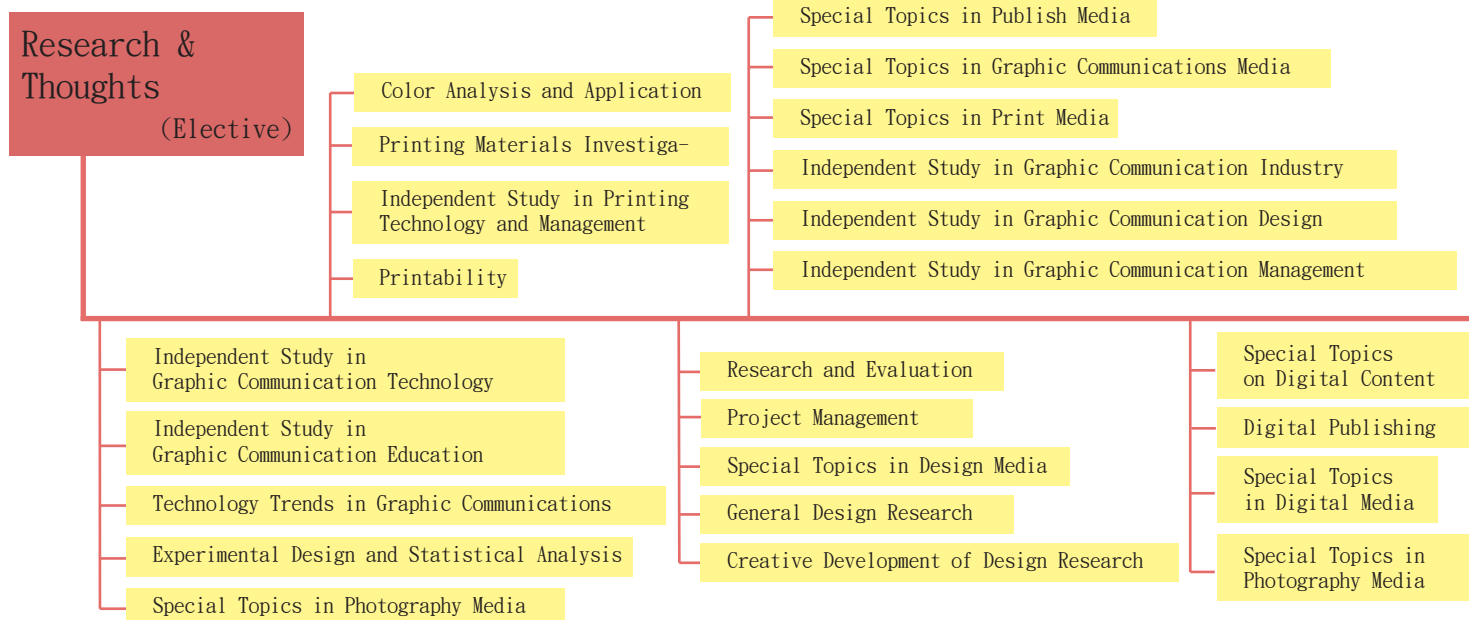 Research &
Thoughts
(Elective)
Color Analysis and Application
Printing Materials Investiga-
Independent Study in Printing
Technology and Management
Printability
Special Topics in Publish Media
Special Topics in Graphic Communications Media
Special Topics in Print Media
Independent Study in Graphic Communication Industry
Independent Study in Graphic Communication Design
Independent Study in Graphic Communication Management
Independent Study in
Graphic Communication Technology
Independent Study in
Graphic Communication Education
Technology Trends in Graphic Communications
Experimental Design and Statistical Analysis
Special Topics in Photography Media
Research and Evaluation
Project Management
Special Topics in Design Media
General Design Research
Creative Development of Design Research
Special Topics
on Digital Content
Digital Publishing
Special Topics
in Digital Media
Special Topics in
Photography Media